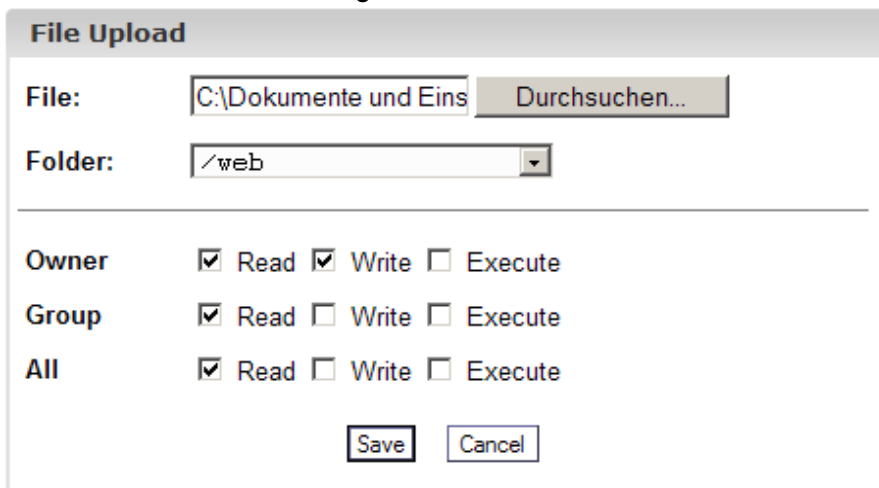 File Upload
File: C:\Dokumente und Eins Durchsuchen...
Folder: /web
Owner Read Write Execute
Group Read Write Execute
All Read Write Execute
Save Cancel